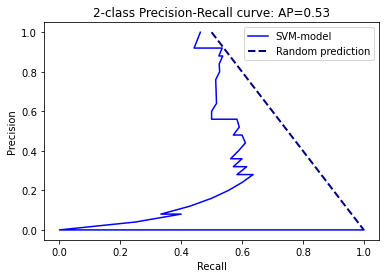 2-class Precision-Recall curve: AP=0.53
SVM-model
Random prediction
Precision
1.0
0.8
0.6
0.4
0.2
0.0
0.0 0.2 0.4 0.6 0.8 1.0
Recall